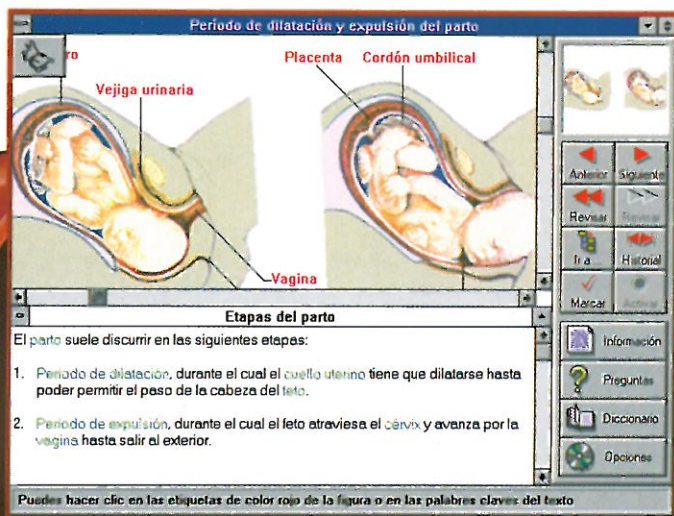 Período de dilatación y expulsión del parto
ro
Vejiga urinaria
Placenta
Cordón umbilical
Vagina
Etapas del parto
El parto suele discurrir en las siguientes etapas:
1. Período de dilatación, durante el cual el cuello uterino tiene que dilatarse hasta
poder permitir el paso de la cabeza del feto.
2. Período de expulsión, durante el cual el feto atraviesa el cérvix y avanza por la
vagina hasta salir al exterior.
Anterior
Siguiente
Revisar
Revisar
Ir a ...
Historial
Marcar
Activar
Información
Preguntas
Diccionario
Opciones
Puedes hacer clic en las etiquetas de color rojo de la figura o en las palabras claves del texto